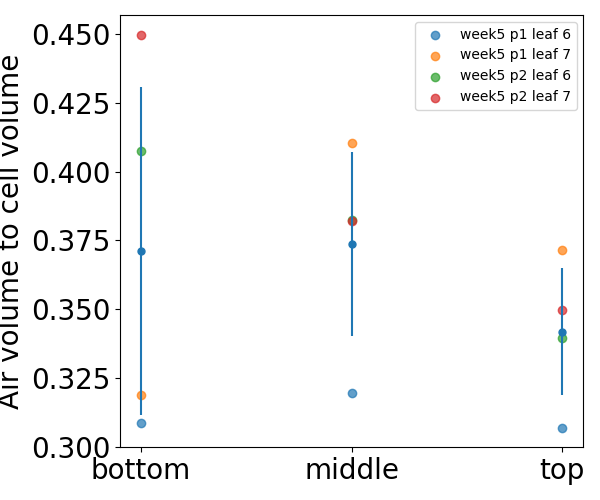 Air volume to cell volume
0.450
0.425
0.400
0.375
0.350
0.325
0.300
bottom
middle
top
week5 p1 leaf 6
week5 p1 leaf 7
week5 p2 leaf 6
week5 p2 leaf 7